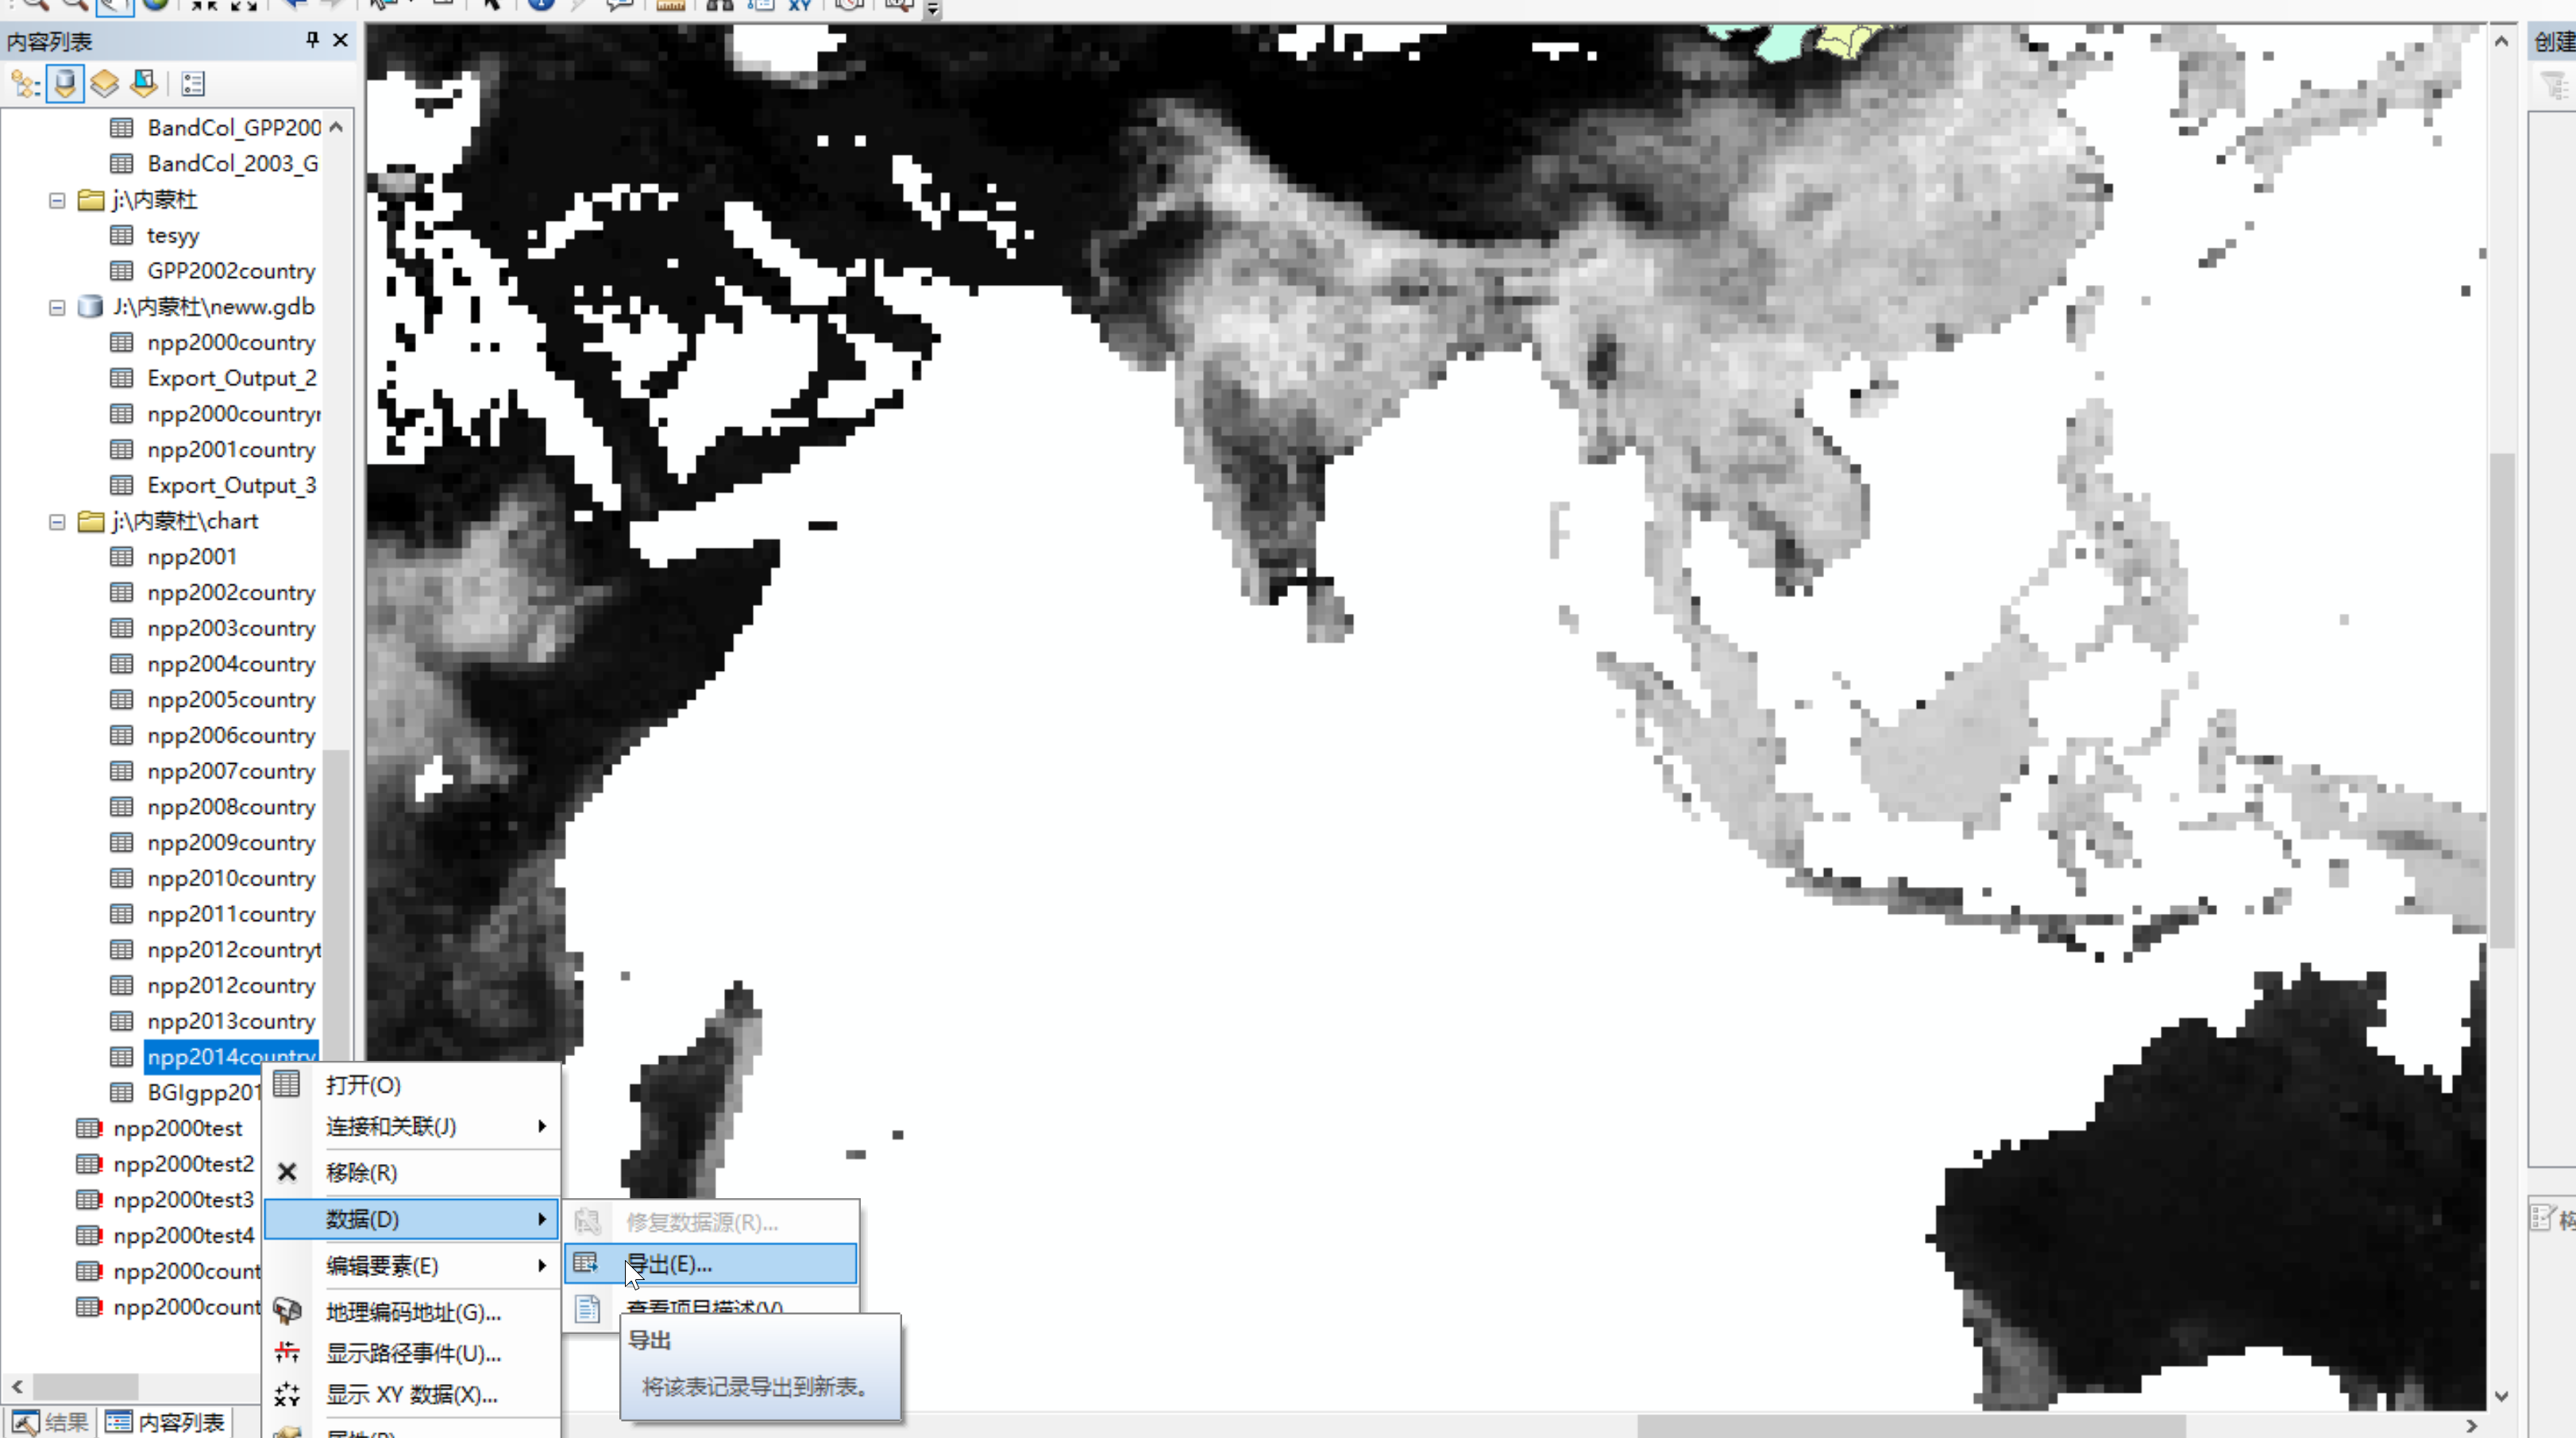 XY
内容列表
创建
BandCol_GPP200
BandCol_2003_G
j:\内蒙杜
tesyy
GPP2002country
J:\内蒙杜\neww.gdb
npp2000country
Export_Output_2
npp2000country
npp2001country
Export_Output_3
j:\内蒙杜\chart
npp2001
npp2002country
npp2003country
npp2004country
npp2005country
npp2006country
npp2007country
npp2008country
npp2009country
npp2010country
npp2011country
npp2012countryt
npp2012country
npp2013country
npp2014country
BGIgpp201
npp2000test
npp2000test2
npp2000test3
npp2000test4
npp2000count
npp2000count
打开(O)
连接和关联(J)
移除(R)
数据(D)
编辑要素(E)
地理编码地址(G)...
显示路径事件(U)...
显示 XY 数据(X)...
属性(P)
修复数据源(R)...
导出(E)...
查看项目描述(V)
导出
将该表记录导出到新表。
构
结果
内容列表